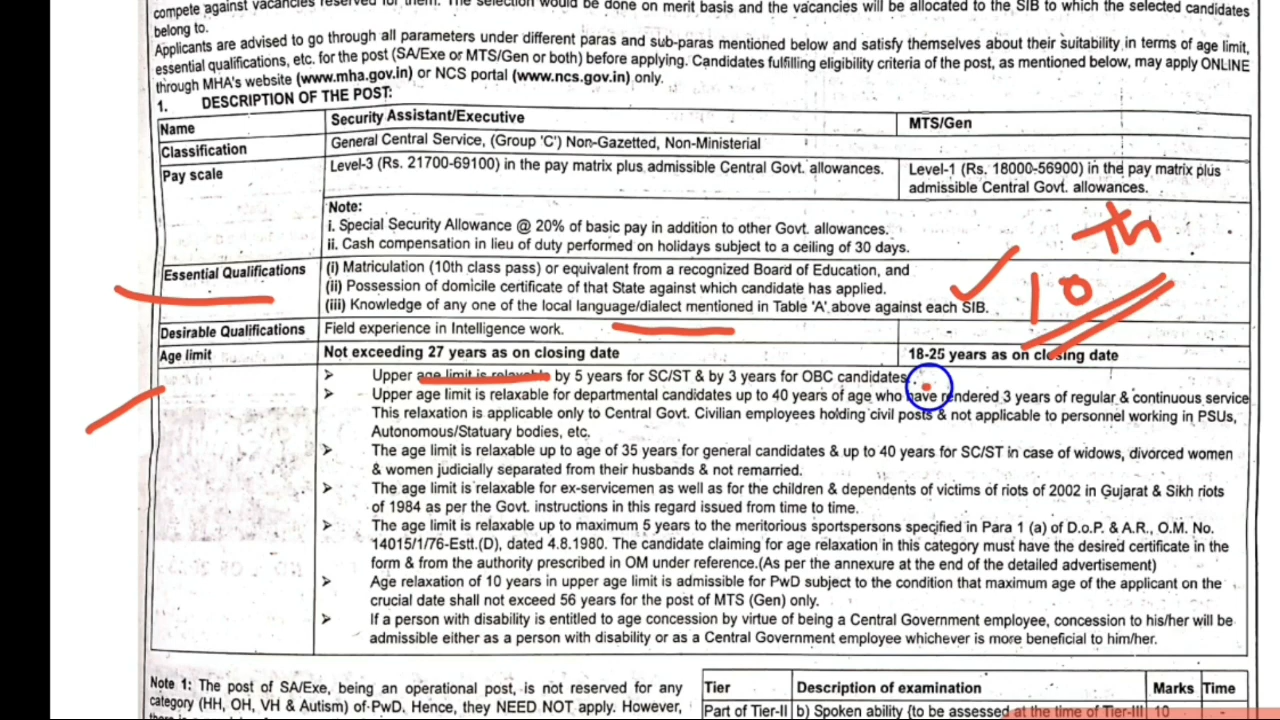 compete against vacancies reserved for them. The selection would be done on merit basis and the vacancies will be allocated to the SIB to which the selected candidates
belong to.
Applicants are advised to go through all parameters under different paras and sub-paras mentioned below and satisfy themselves about their suitability in terms of age limit,
essential qualifications, etc. for the post (SA/Exe or MTS/Gen or both) before applying. Candidates fulfilling eligibility criteria of the post, as mentioned below, may apply ONLINE
through MHA's website (www.mha.gov.in) or NCS portal (www.ncs.gov.in) only.
1. DESCRIPTION OF THE POST:
Name Security Assistant/Executive MTS/Gen
Classification General Central Service, (Group 'C') Non-Gazetted, Non-Ministerial
Pay scale Level-3 (Rs. 21700-69100) in the pay matrix plus admissible Central Govt. allowances. Level-1 (Rs. 18000-56900) in the pay matrix plus
admissible Central Govt. allowances.
Note:
i. Special Security Allowance @ 20% of basic pay in addition to other Govt. allowances.
ii. Cash compensation in lieu of duty performed on holidays subject to a ceiling of 30 days.
10th
Essential Qualifications (i) Matriculation (10th class pass) or equivalent from a recognized Board of Education, and
(ii) Possession of domicile certificate of that State against which candidate has applied.
(iii) Knowledge of any one of the local language/dialect mentioned in Table 'A' above against each SIB.
Desirable Qualifications Field experience in Intelligence work.
Age limit Not exceeding 27 years as on closing date 18-25 years as on closing date
➢ Upper age limit is relaxable by 5 years for SC/ST & by 3 years for OBC candidates.
➢ Upper age limit is relaxable for departmental candidates up to 40 years of age who have rendered 3 years of regular & continuous service
This relaxation is applicable only to Central Govt. Civilian employees holding civil posts & not applicable to personnel working in PSUs,
Autonomous/Statuary bodies, etc.
➢ The age limit is relaxable up to age of 35 years for general candidates & up to 40 years for SC/ST in case of widows, divorced women
& women judicially separated from their husbands & not remarried.
➢ The age limit is relaxable for ex-servicemen as well as for the children & dependents of victims of riots of 2002 in Gujarat & Sikh riots
of 1984 as per the Govt. instructions in this regard issued from time to time.
➢ The age limit is relaxable up to maximum 5 years to the meritorious sportspersons specified in Para 1 (a) of D.o.P. & A.R., O.M. No.
14015/1/76-Estt.(D), dated 4.8.1980. The candidate claiming for age relaxation in this category must have the desired certificate in the
form & from the authority prescribed in OM under reference.(As per the annexure at the end of the detailed advertisement)
➢ Age relaxation of 10 years in upper age limit is admissible for PwD subject to the condition that maximum age of the applicant on the
crucial date shall not exceed 56 years for the post of MTS (Gen) only.
➢ If a person with disability is entitled to age concession by virtue of being a Central Government employee, concession to his/her will be
admissible either as a person with disability or as a Central Government employee whichever is more beneficial to him/her.
Note 1: The post of SA/Exe, being an operational post, is not reserved for any
category (HH, OH, VH & Autism) of PwD. Hence, they NEED NOT apply. However,
Tier Description of examination Marks Time
Part of Tier-II b) Spoken ability (to be assessed at the time of Tier-III 10 -